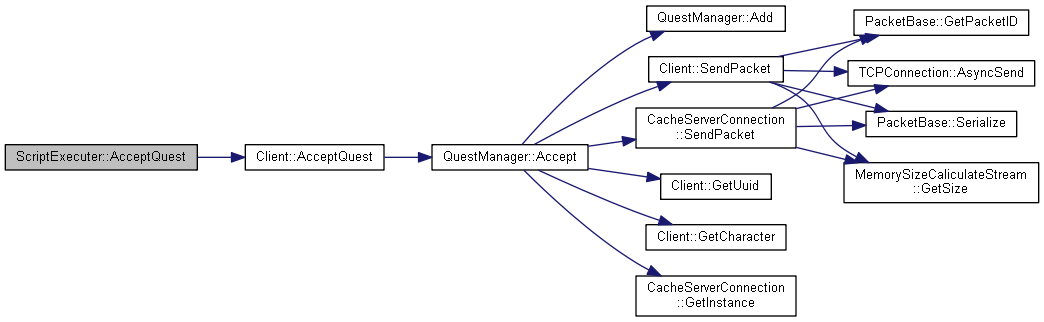 ScriptExecuter::AcceptQuest
Client::AcceptQuest
QuestManager::Accept
QuestManager::Add
Client::SendPacket
CacheServerConnection
::SendPacket
Client::GetUuid
Client::GetCharacter
CacheServerConnection
::GetInstance
PacketBase::GetPacketID
TCPConnection::AsyncSend
PacketBase::Serialize
MemorySizeCaliculateStream
::GetSize